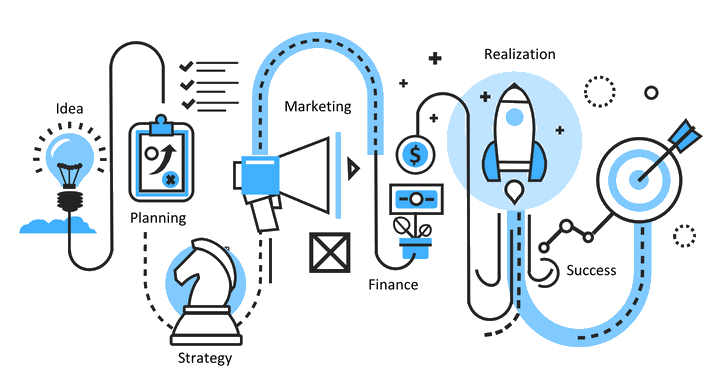 Idea
Planning
Strategy
Marketing
$
Finance
Realization
Success